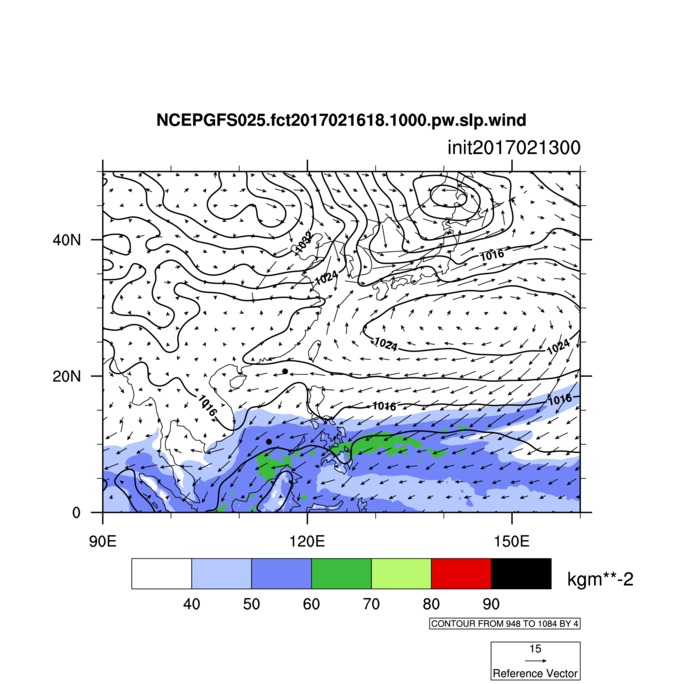 NCEPGFS025.fct2017021618.1000.pw.slp.wind
init2017021300
1032
40N
1016
1024
1024
1024
20N
1016
1016
1016
0
90E 120E 150E
40 50 60 70 80 90
kgm**-2
CONTOUR FROM 948 TO 1084 BY 4
15
Reference Vector